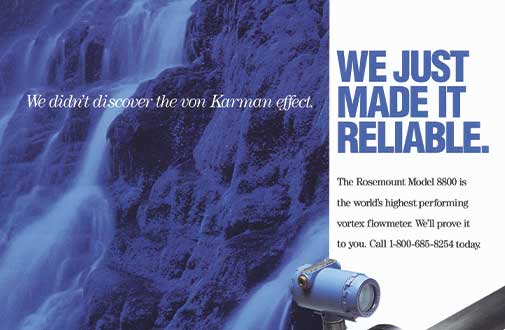 We didn't discover the von Karman effect.
WE JUST
MADE IT
RELIABLE.
The Rosemount Model 8800 is
the world's highest performing
vortex flowmeter. We'll prove it
to you. Call 1-800-685-8254 today.